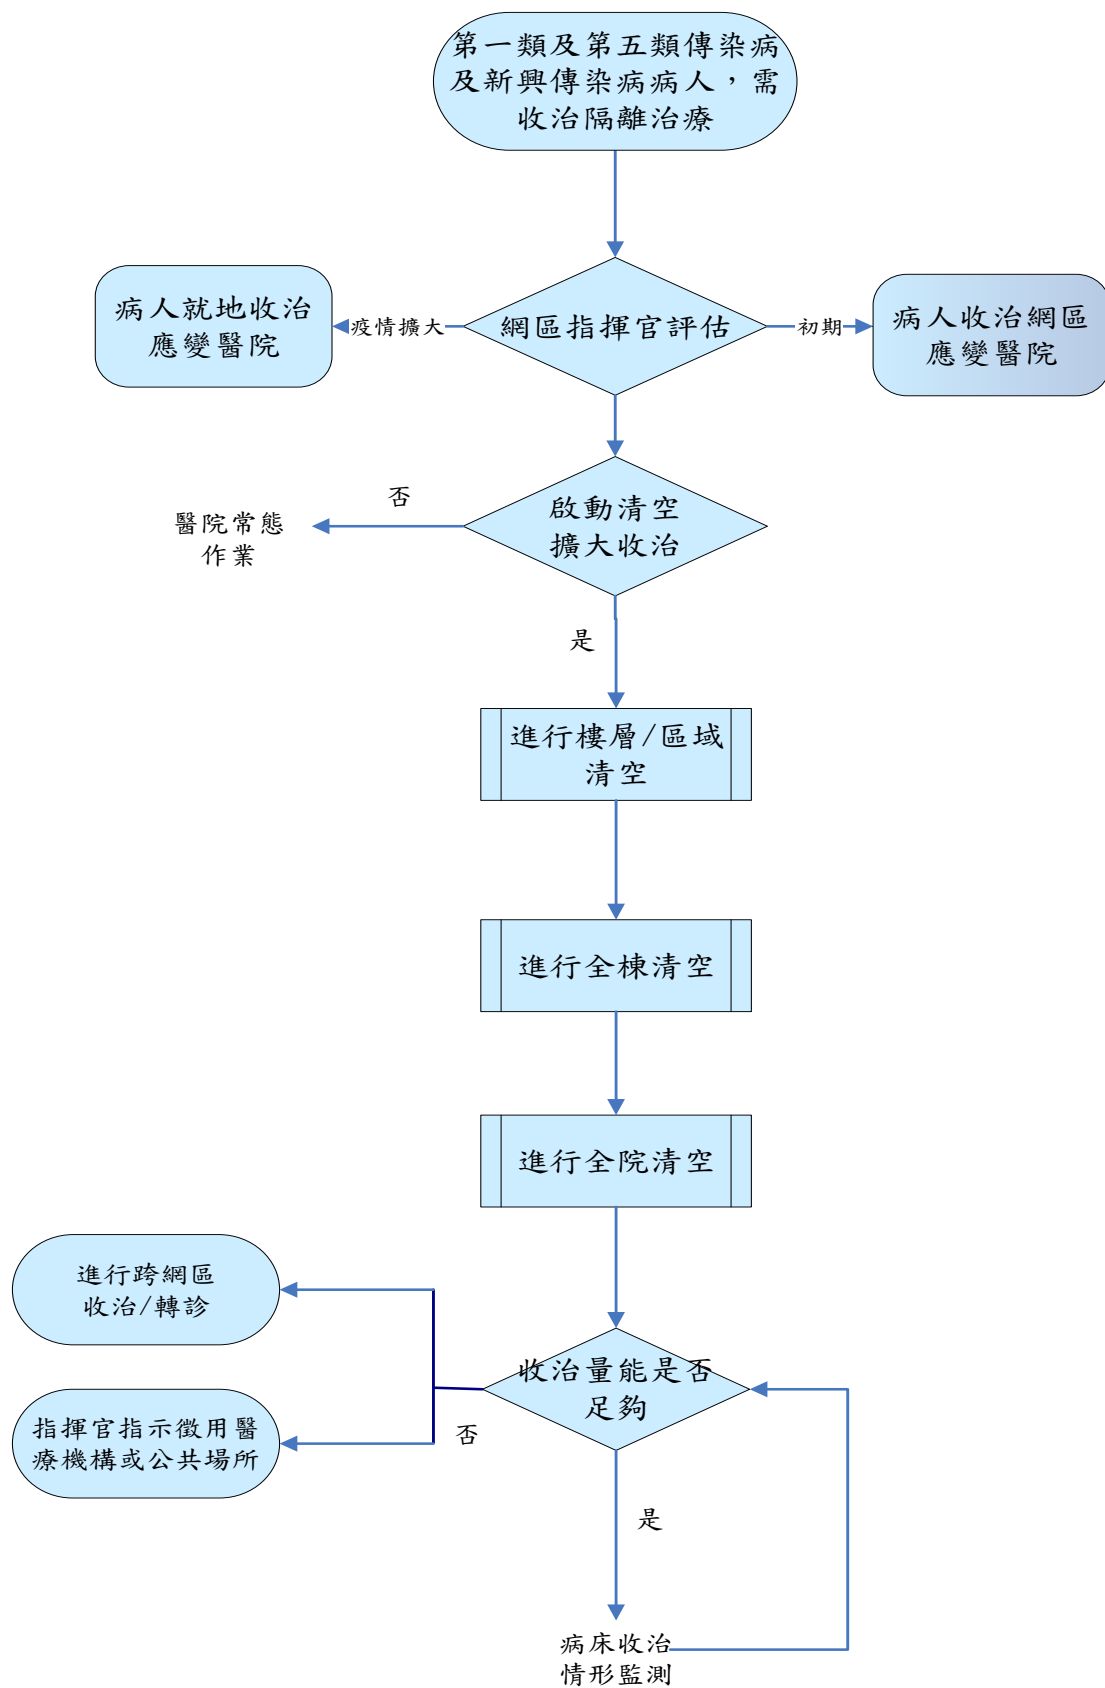 第一類及第五類傳染病
及新興傳染病病人，需
收治隔離治療
病人就地收治
應變醫院
疫情擴大
網區指揮官評估
初期
病人收治網區
應變醫院
否
醫院常態
作業
啟動清空
擴大收治
是
進行樓層/區域
清空
進行全棟清空
進行全院清空
進行跨網區
收治/轉診
收治量能是否
足夠
指揮官指示徵用醫
療機構或公共場所
否
是
病床收治
情形監測